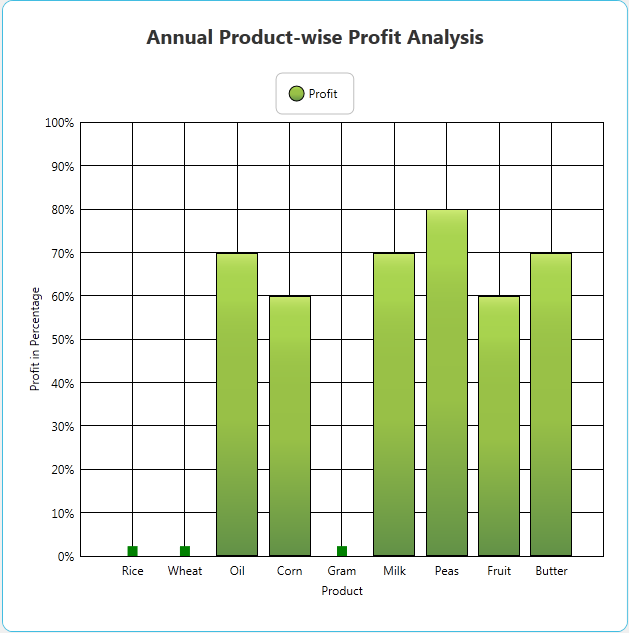 Annual Product-wise Profit Analysis
Profit
100%
90%
80%
70%
60%
50%
40%
30%
20%
10%
0%
Profit in Percentage
Rice Wheat Oil Corn Gram Milk Peas Fruit Butter
Product